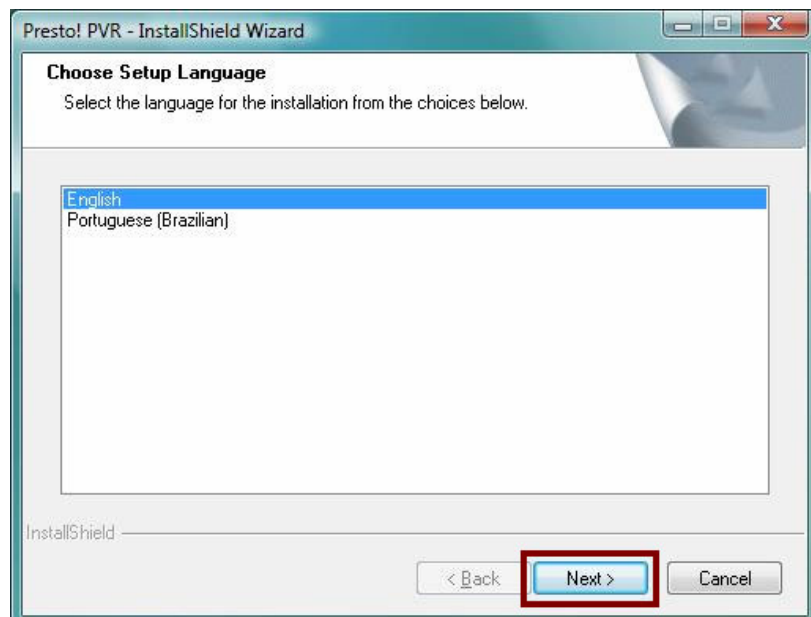 Presto! PVR - InstallShield Wizard
Choose Setup Language
Select the language for the installation from the choices below.
English
Portuguese (Brazilian)
InstallShield
< Back
Next >
Cancel